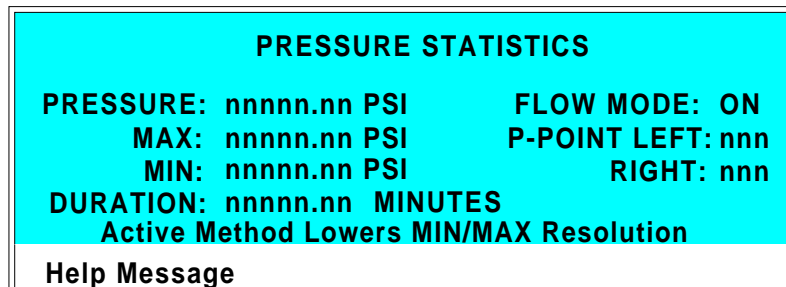 PRESSURE STATISTICS
PRESSURE: nnnnn.nn PSI FLOW MODE: ON
MAX: nnnnn.nn PSI P-POINT LEFT: nnn
MIN: nnnnn.nn PSI RIGHT: nnn
DURATION: nnnnn.nn MINUTES
Active Method Lowers MIN/MAX Resolution
Help Message